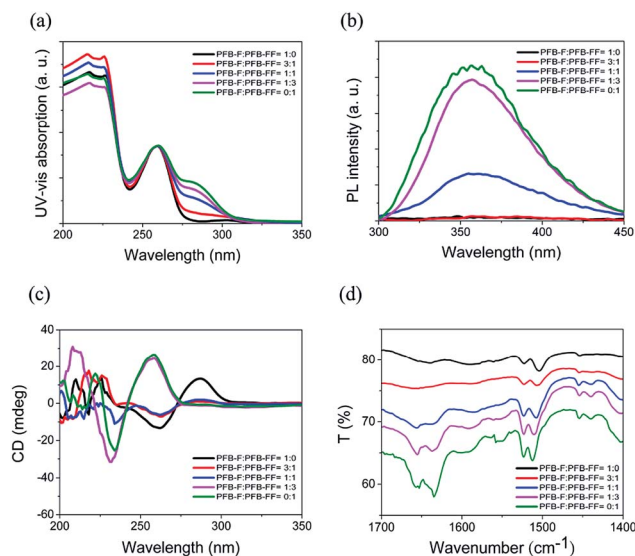 (a)
UV-vis absorption (a. u.)
PFB-F:PFB-FF= 1:0
PFB-F:PFB-FF= 3:1
PFB-F:PFB-FF= 1:1
PFB-F:PFB-FF= 1:3
PFB-F:PFB-FF= 0:1
200 250 300 350
Wavelength (nm)
(b)
PL intensity (a. u.)
PFB-F:PFB-FF= 1:0
PFB-F:PFB-FF= 3:1
PFB-F:PFB-FF= 1:1
PFB-F:PFB-FF= 1:3
PFB-F:PFB-FF= 0:1
300 350 400 450
Wavelength (nm)
(c)
CD (mdeg)
40
20
0
-20
-40
-60
PFB-F:PFB-FF= 1:0
PFB-F:PFB-FF= 3:1
PFB-F:PFB-FF= 1:1
PFB-F:PFB-FF= 1:3
PFB-F:PFB-FF= 0:1
200 250 300 350
Wavelength (nm)
(d)
T (%)
80
70
60
PFB-F:PFB-FF= 1:0
PFB-F:PFB-FF= 3:1
PFB-F:PFB-FF= 1:1
PFB-F:PFB-FF= 1:3
PFB-F:PFB-FF= 0:1
1700 1600 1500 1400
Wavenumber (cm⁻¹)